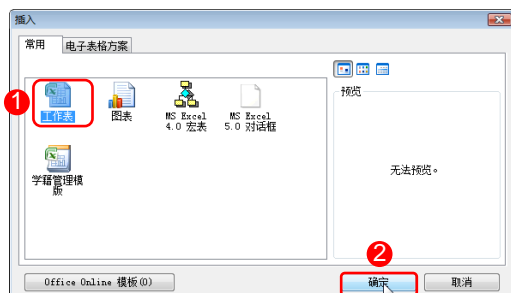 插入
常用 电子表格方案
预览
1
工作表 图表 MS Excel 4.0 宏表 MS Excel 5.0 对话框
学籍管理模版
无法预览。
2
Office Online 模板(O) 确定 取消